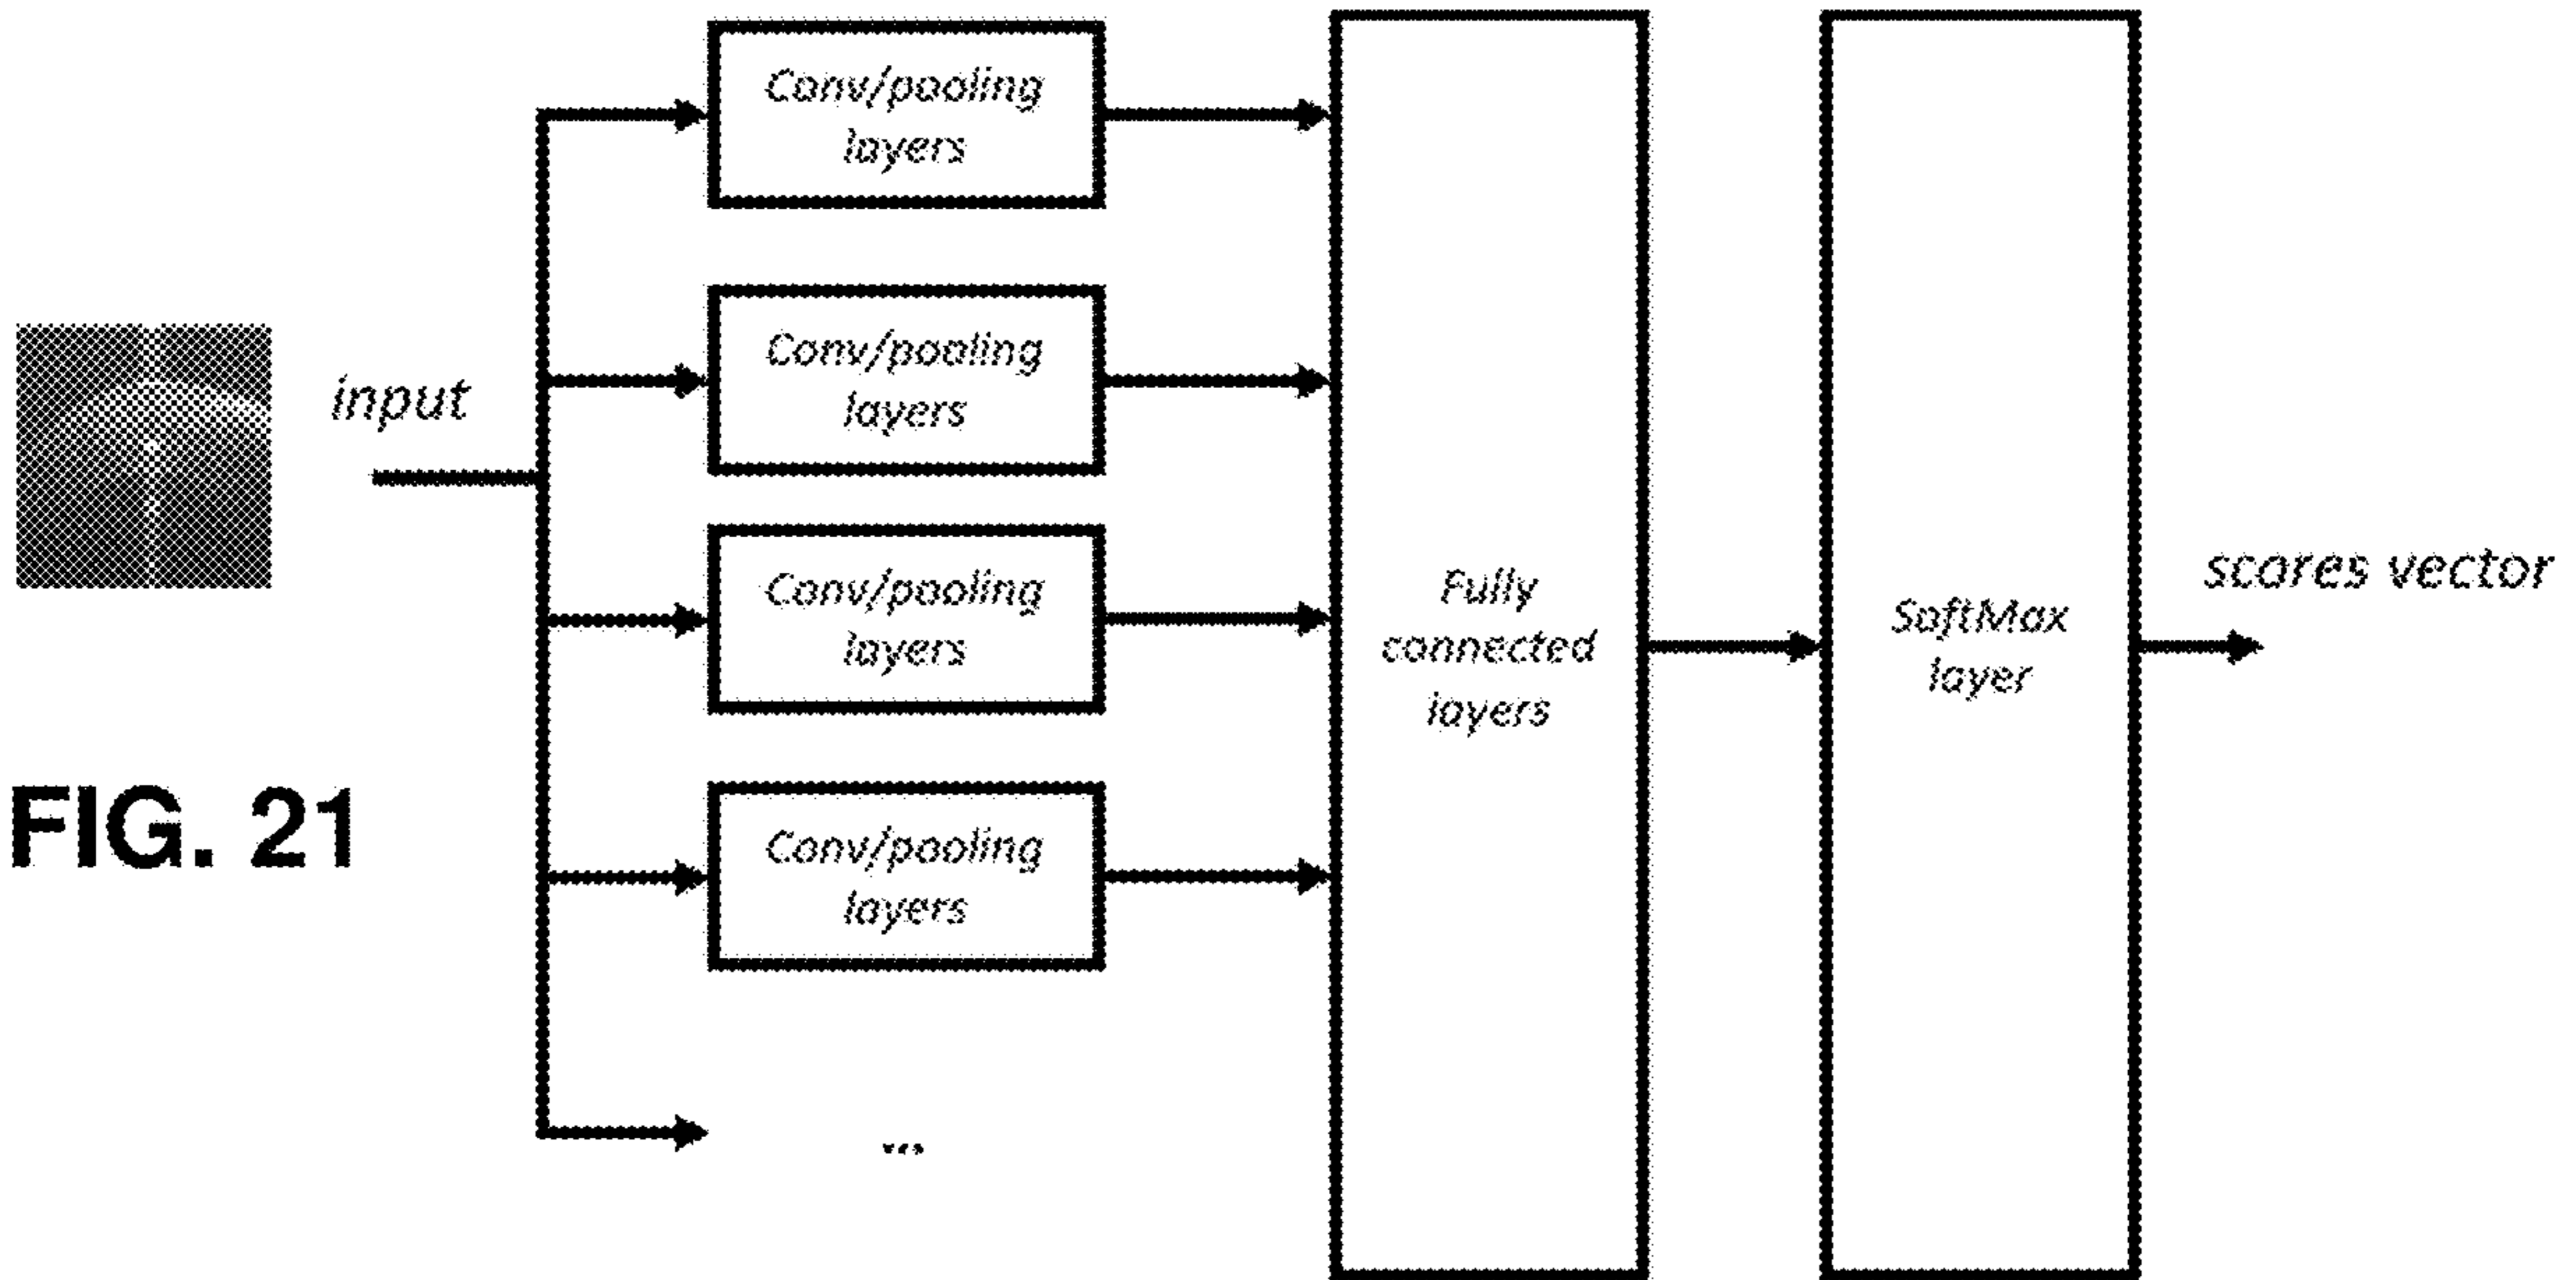 Conv/pooling
layers
Conv/pooling
layers
input
Conv/pooling
layers
Fully
connected
layers
SoftMax
layer
scores vector
FIG. 21
Conv/pooling
layers
...